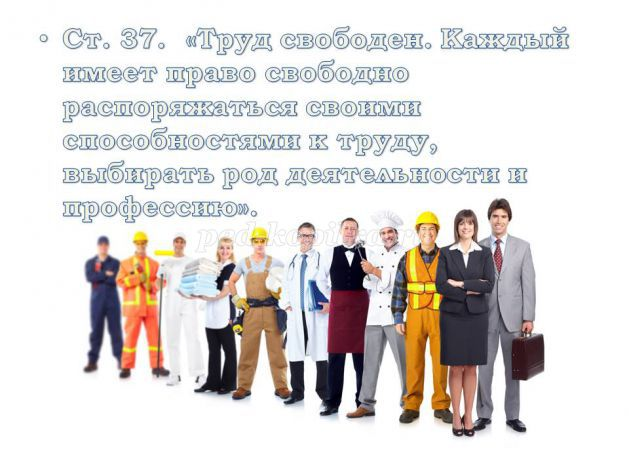 • Ст. 37. «Труд свободен. Каждый
имеет право свободно
распоряжаться своими
способностями к труду,
выбирать род деятельности и
профессию».